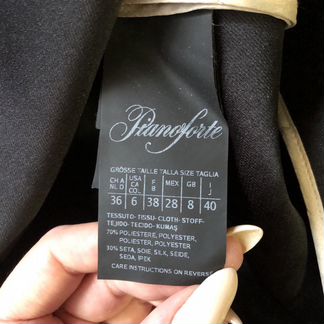 Pianoforte
GRÖSSE TAILLE TALLA SIZE TAGLIA
CH A NL D USA CA CO. F B MEX GB I J
36 6 38 28 8 40
TESSUTO-TISSU-CLOTH-STOFF-
TEJIDO-TECIDO-KUMAŞ
70% POLIESTERE, POLYESTER,
POLIESTER, POLYESTER
30% SETA, SOIE, SILK, SEIDE,
SEDA, IPEK
CARE INSTRUCTIONS ON REVERSE